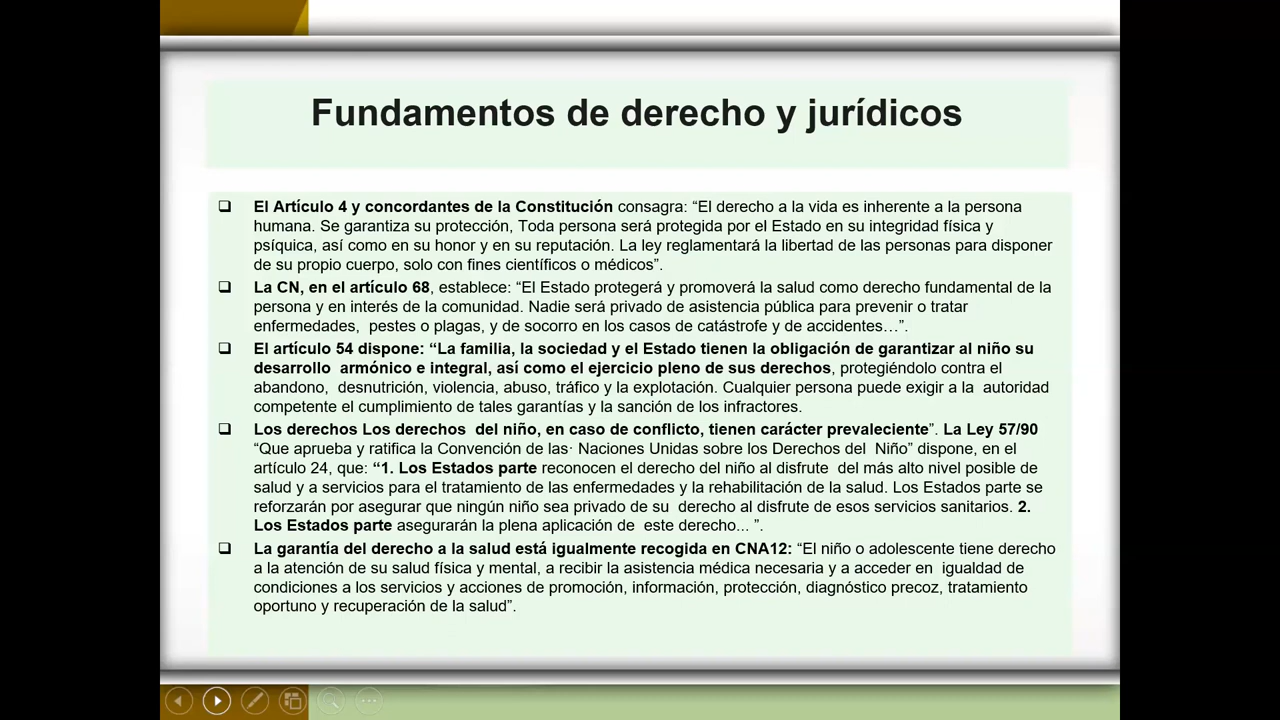 Fundamentos de derecho y jurídicos
❑ El Artículo 4 y concordantes de la Constitución consagra: “El derecho a la vida es inherente a la persona
humana. Se garantiza su protección, Toda persona será protegida por el Estado en su integridad física y
psíquica, así como en su honor y en su reputación. La ley reglamentará la libertad de las personas para disponer
de su propio cuerpo, solo con fines científicos o médicos”.
❑ La CN, en el artículo 68, establece: “El Estado protegerá y promoverá la salud como derecho fundamental de la
persona y en interés de la comunidad. Nadie será privado de asistencia pública para prevenir o tratar
enfermedades, pestes o plagas, y de socorro en los casos de catástrofe y de accidentes…”.
❑ El artículo 54 dispone: “La familia, la sociedad y el Estado tienen la obligación de garantizar al niño su
desarrollo armónico e integral, así como el ejercicio pleno de sus derechos, protegiéndolo contra el
abandono, desnutrición, violencia, abuso, tráfico y la explotación. Cualquier persona puede exigir a la autoridad
competente el cumplimiento de tales garantías y la sanción de los infractores.
❑ Los derechos Los derechos del niño, en caso de conflicto, tienen carácter prevaleciente”. La Ley 57/90
“Que aprueba y ratifica la Convención de las· Naciones Unidas sobre los Derechos del Niño” dispone, en el
artículo 24, que: “1. Los Estados parte reconocen el derecho del niño al disfrute del más alto nivel posible de
salud y a servicios para el tratamiento de las enfermedades y la rehabilitación de la salud. Los Estados parte se
reforzarán por asegurar que ningún niño sea privado de su derecho al disfrute de esos servicios sanitarios. 2.
Los Estados parte asegurarán la plena aplicación de este derecho... ”.
❑ La garantía del derecho a la salud está igualmente recogida en CNA12: “El niño o adolescente tiene derecho
a la atención de su salud física y mental, a recibir la asistencia médica necesaria y a acceder en igualdad de
condiciones a los servicios y acciones de promoción, información, protección, diagnóstico precoz, tratamiento
oportuno y recuperación de la salud”.